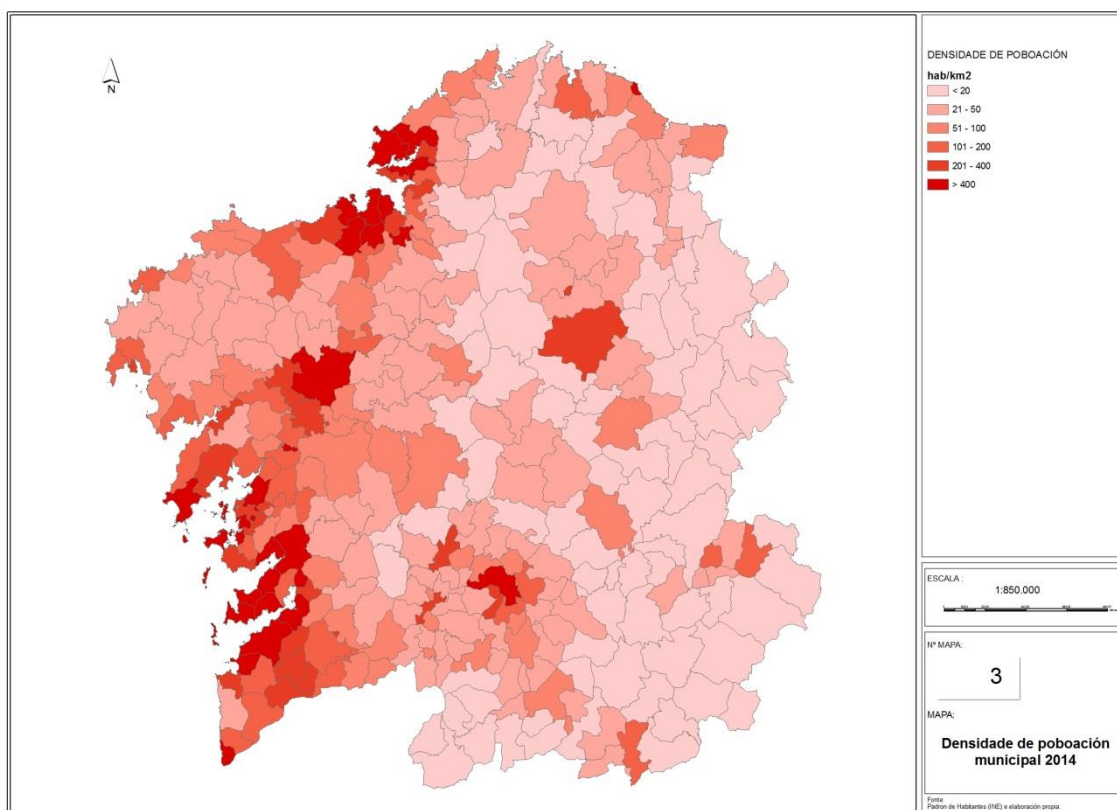 N
DENSIDADE DE POBOACIÓN
hab/km2
< 20
21 - 50
51 - 100
101 - 200
201 - 400
> 400
ESCALA :
1:850.000
Nº MAPA:
3
MAPA:
Densidade de poboación
municipal 2014
Fonte:
Padron de Habitantes (INE) e elaboración propia.